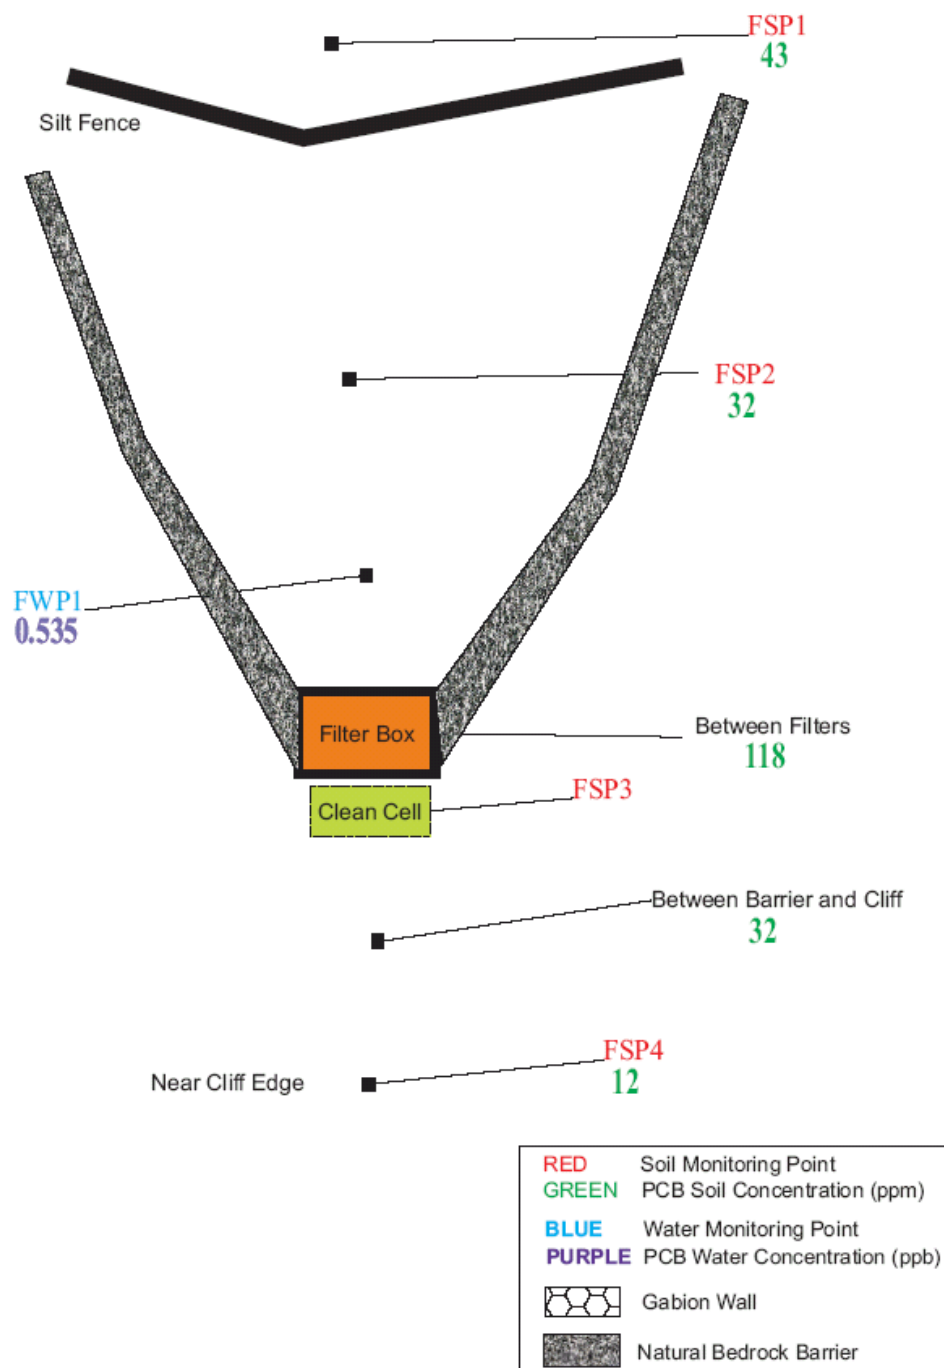 FSP1
43
Silt Fence
FSP2
32
FWP1
0.535
Filter Box
Between Filters
118
FSP3
Clean Cell
Between Barrier and Cliff
32
FSP4
12
Near Cliff Edge
RED Soil Monitoring Point
GREEN PCB Soil Concentration (ppm)
BLUE Water Monitoring Point
PURPLE PCB Water Concentration (ppb)
Gabion Wall
Natural Bedrock Barrier